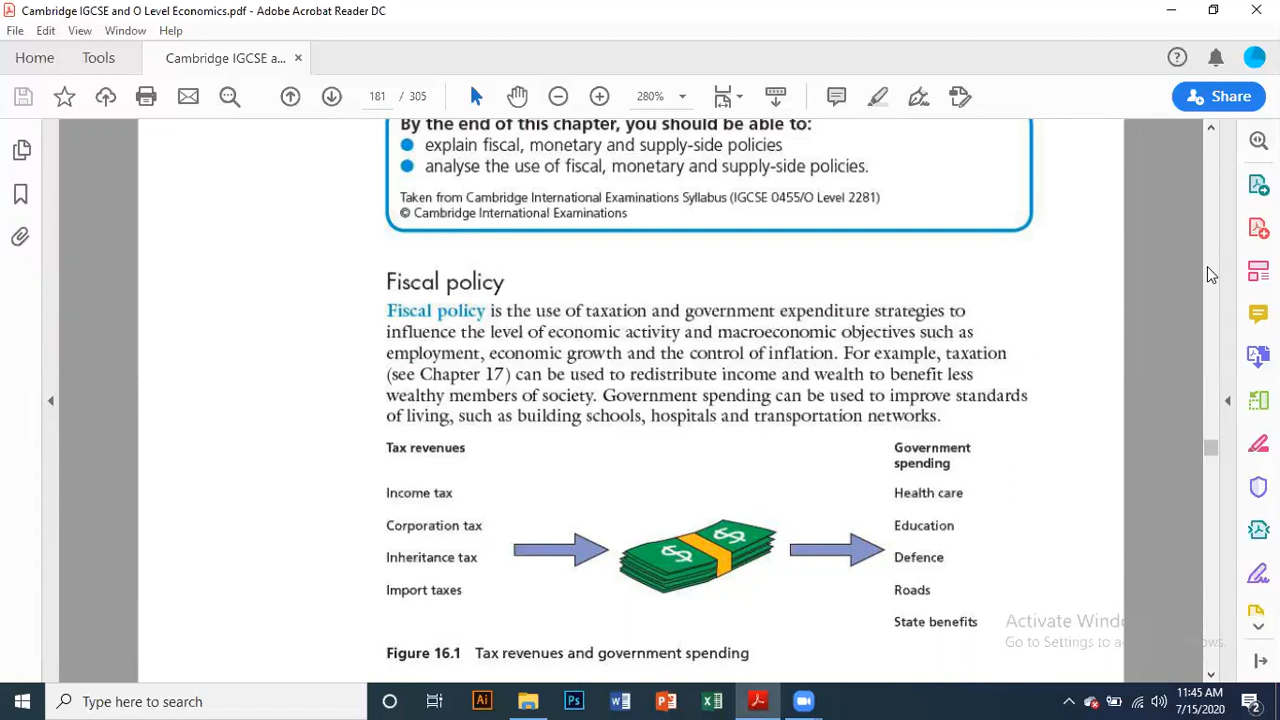 Cambridge IGCSE and O Level Economics.pdf - Adobe Acrobat Reader DC
File Edit View Window Help
Home Tools Cambridge IGCSE and E... ×
181 / 305 280% Share
By the end of this chapter, you should be able to:
explain fiscal, monetary and supply-side policies
analyse the use of fiscal, monetary and supply-side policies.
Taken from Cambridge International Examinations Syllabus (IGCSE 0455/O Level 2281)
© Cambridge International Examinations
Fiscal policy
Fiscal policy is the use of taxation and government expenditure strategies to
influence the level of economic activity and macroeconomic objectives such as
employment, economic growth and the control of inflation. For example, taxation
(see Chapter 17) can be used to redistribute income and wealth to benefit less
wealthy members of society. Government spending can be used to improve standards
of living, such as building schools, hospitals and transportation networks.
Tax revenues
Income tax
Corporation tax
Inheritance tax
Import taxes
$ $
Government
spending
Health care
Education
Defence
Roads
State benefits
Figure 16.1 Tax revenues and government spending
Activate Windo
Go to Settings to a ows.
Type here to search
11:45 AM
7/15/2020
2